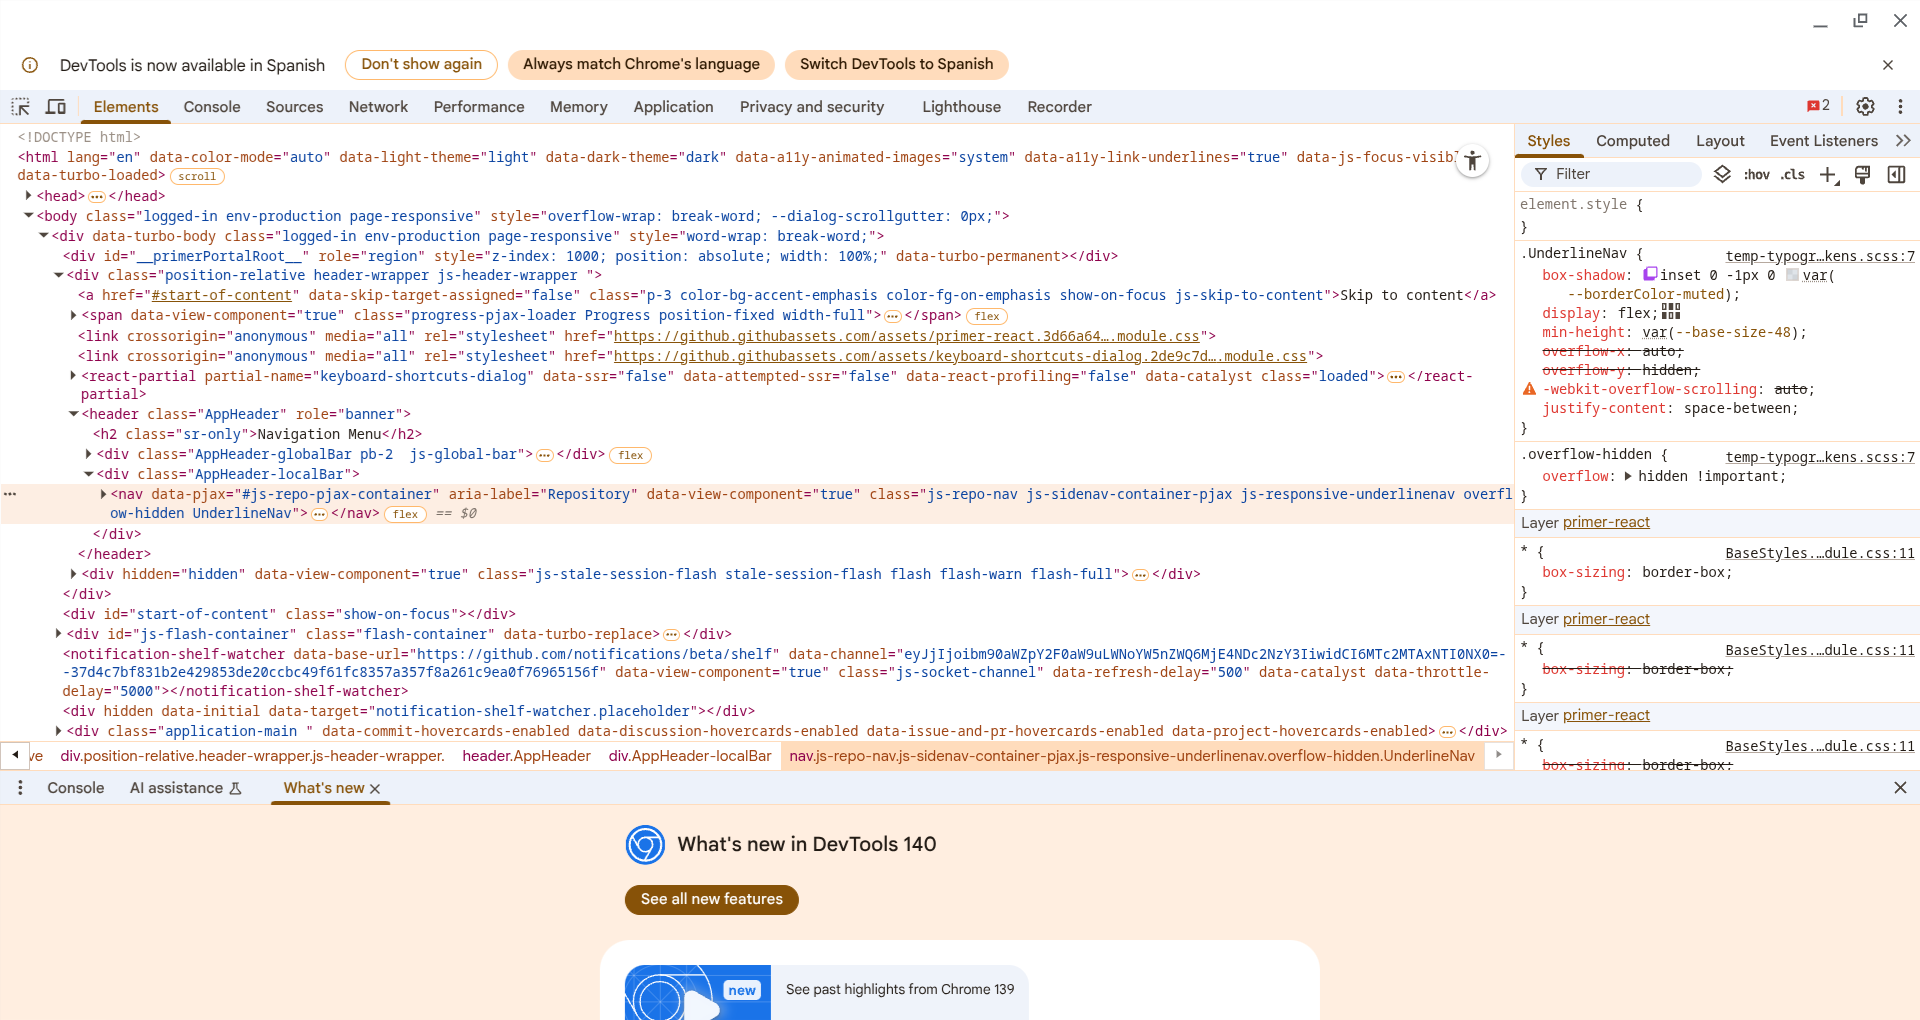 DevTools is now available in Spanish Don't show again Always match Chrome's language Switch DevTools to Spanish
Elements Console Sources Network Performance Memory Application Privacy and security Lighthouse Recorder 2
<!DOCTYPE html>
<html lang="en" data-color-mode="auto" data-light-theme="light" data-dark-theme="dark" data-a11y-animated-images="system" data-a11y-link-underlines="true" data-js-focus-visibl
data-turbo-loaded> scroll
<head>…</head>
<body class="logged-in env-production page-responsive" style="overflow-wrap: break-word; --dialog-scrollgutter: 0px;">
<div data-turbo-body class="logged-in env-production page-responsive" style="word-wrap: break-word;">
<div id="__primerPortalRoot__" role="region" style="z-index: 1000; position: absolute; width: 100%;" data-turbo-permanent></div>
<div class="position-relative header-wrapper js-header-wrapper ">
<a href="#start-of-content" data-skip-target-assigned="false" class="p-3 color-bg-accent-emphasis color-fg-on-emphasis show-on-focus js-skip-to-content">Skip to content</a>
<span data-view-component="true" class="progress-pjax-loader Progress position-fixed width-full">…</span> flex
<link crossorigin="anonymous" media="all" rel="stylesheet" href="https://github.githubassets.com/assets/primer-react.3d66a64….module.css">
<link crossorigin="anonymous" media="all" rel="stylesheet" href="https://github.githubassets.com/assets/keyboard-shortcuts-dialog.2de9c7d….module.css">
<react-partial partial-name="keyboard-shortcuts-dialog" data-ssr="false" data-attempted-ssr="false" data-react-profiling="false" data-catalyst class="loaded">…</react-
partial>
<header class="AppHeader" role="banner">
<h2 class="sr-only">Navigation Menu</h2>
<div class="AppHeader-globalBar pb-2  js-global-bar">…</div> flex
<div class="AppHeader-localBar">
<nav data-pjax="#js-repo-pjax-container" aria-label="Repository" data-view-component="true" class="js-repo-nav js-sidenav-container-pjax js-responsive-underlinenav overfl
ow-hidden UnderlineNav">…</nav> flex == $0
</div>
</header>
<div hidden="hidden" data-view-component="true" class="js-stale-session-flash stale-session-flash flash flash-warn flash-full">…</div>
</div>
<div id="start-of-content" class="show-on-focus"></div>
<div id="js-flash-container" class="flash-container" data-turbo-replace>…</div>
<notification-shelf-watcher data-base-url="https://github.com/notifications/beta/shelf" data-channel="eyJjIjoibm90aWZpY2F0aW9uLWNoYW5nZWQ6MjE4NDc2NzY3IiwidCI6MTc2MTAxNTI0NX0=-
-37d4c7bf831b2e429853de20ccbc49f61fc8357a357f8a261c9ea0f76965156f" data-view-component="true" class="js-socket-channel" data-refresh-delay="500" data-catalyst data-throttle-
delay="5000"></notification-shelf-watcher>
<div hidden data-initial data-target="notification-shelf-watcher.placeholder"></div>
<div class="application-main " data-commit-hovercards-enabled data-discussion-hovercards-enabled data-issue-and-pr-hovercards-enabled data-project-hovercards-enabled>…</div>
ve div.position-relative.header-wrapper.js-header-wrapper. header.AppHeader div.AppHeader-localBar nav.js-repo-nav.js-sidenav-container-pjax.js-responsive-underlinenav.overflow-hidden.UnderlineNav
Styles Computed Layout Event Listeners
Filter :hov .cls
element.style {
}
.UnderlineNav { temp-typogr…kens.scss:7
box-shadow: inset 0 -1px 0 var(
--borderColor-muted);
display: flex;
min-height: var(--base-size-48);
overflow-x: auto;
overflow-y: hidden;
-webkit-overflow-scrolling: auto;
justify-content: space-between;
}
.overflow-hidden { temp-typogr…kens.scss:7
overflow: hidden !important;
}
Layer primer-react
* { BaseStyles.…dule.css:11
box-sizing: border-box;
}
Layer primer-react
* { BaseStyles.…dule.css:11
box-sizing: border-box;
}
Layer primer-react
* { BaseStyles.…dule.css:11
box-sizing: border-box;
Console AI assistance What's new
What's new in DevTools 140
See all new features
new See past highlights from Chrome 139